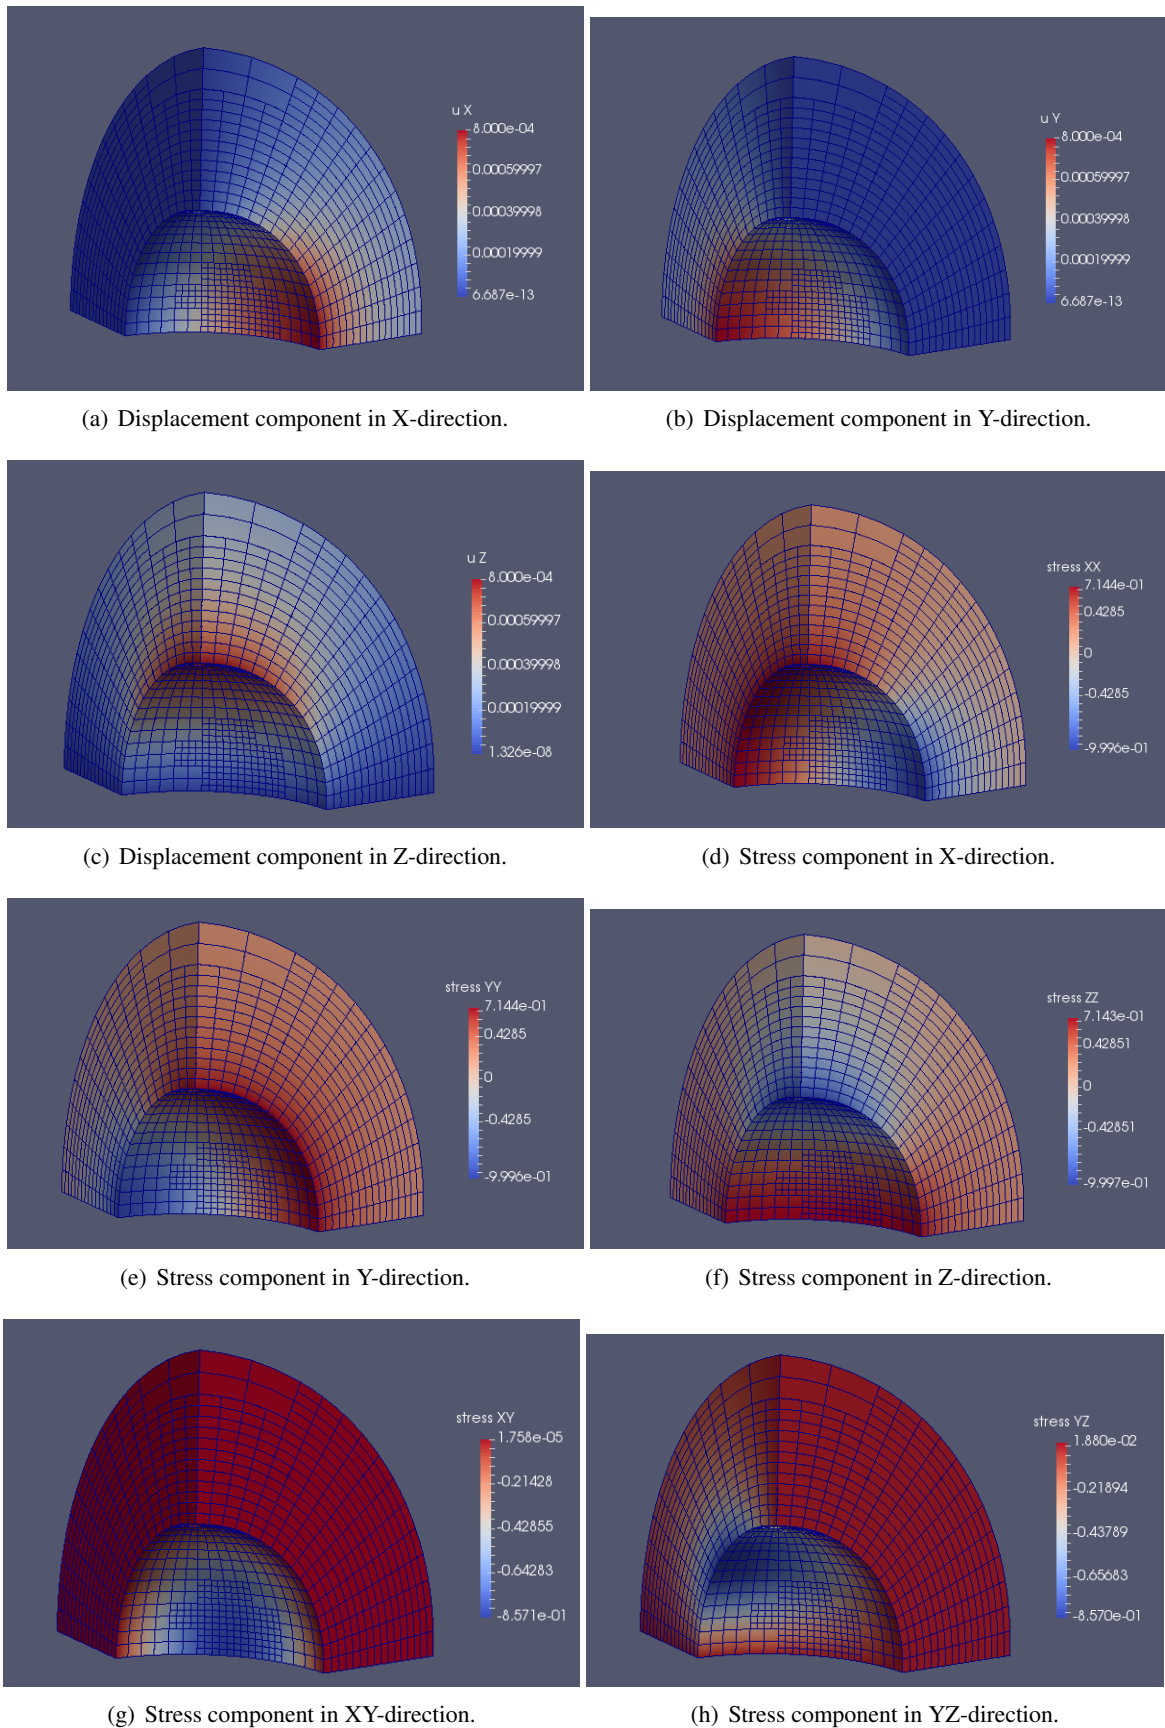 u X
8.000e-04
0.00059997
0.00039998
0.00019999
6.687e-13
u Y
8.000e-04
0.00059997
0.00039998
0.00019999
6.687e-13
(a) Displacement component in X-direction.
(b) Displacement component in Y-direction.
u Z
8.000e-04
0.00059997
0.00039998
0.00019999
1.326e-08
stress XX
7.144e-01
0.4285
0
-0.4285
-9.996e-01
(c) Displacement component in Z-direction.
(d) Stress component in X-direction.
stress YY
7.144e-01
0.4285
0
-0.4285
-9.996e-01
stress ZZ
7.143e-01
0.42851
0
-0.42851
-9.997e-01
(e) Stress component in Y-direction.
(f) Stress component in Z-direction.
stress XY
1.758e-05
-0.21428
-0.42855
-0.64283
-8.571e-01
stress YZ
1.880e-02
-0.21894
-0.43789
-0.65683
-8.570e-01
(g) Stress component in XY-direction.
(h) Stress component in YZ-direction.